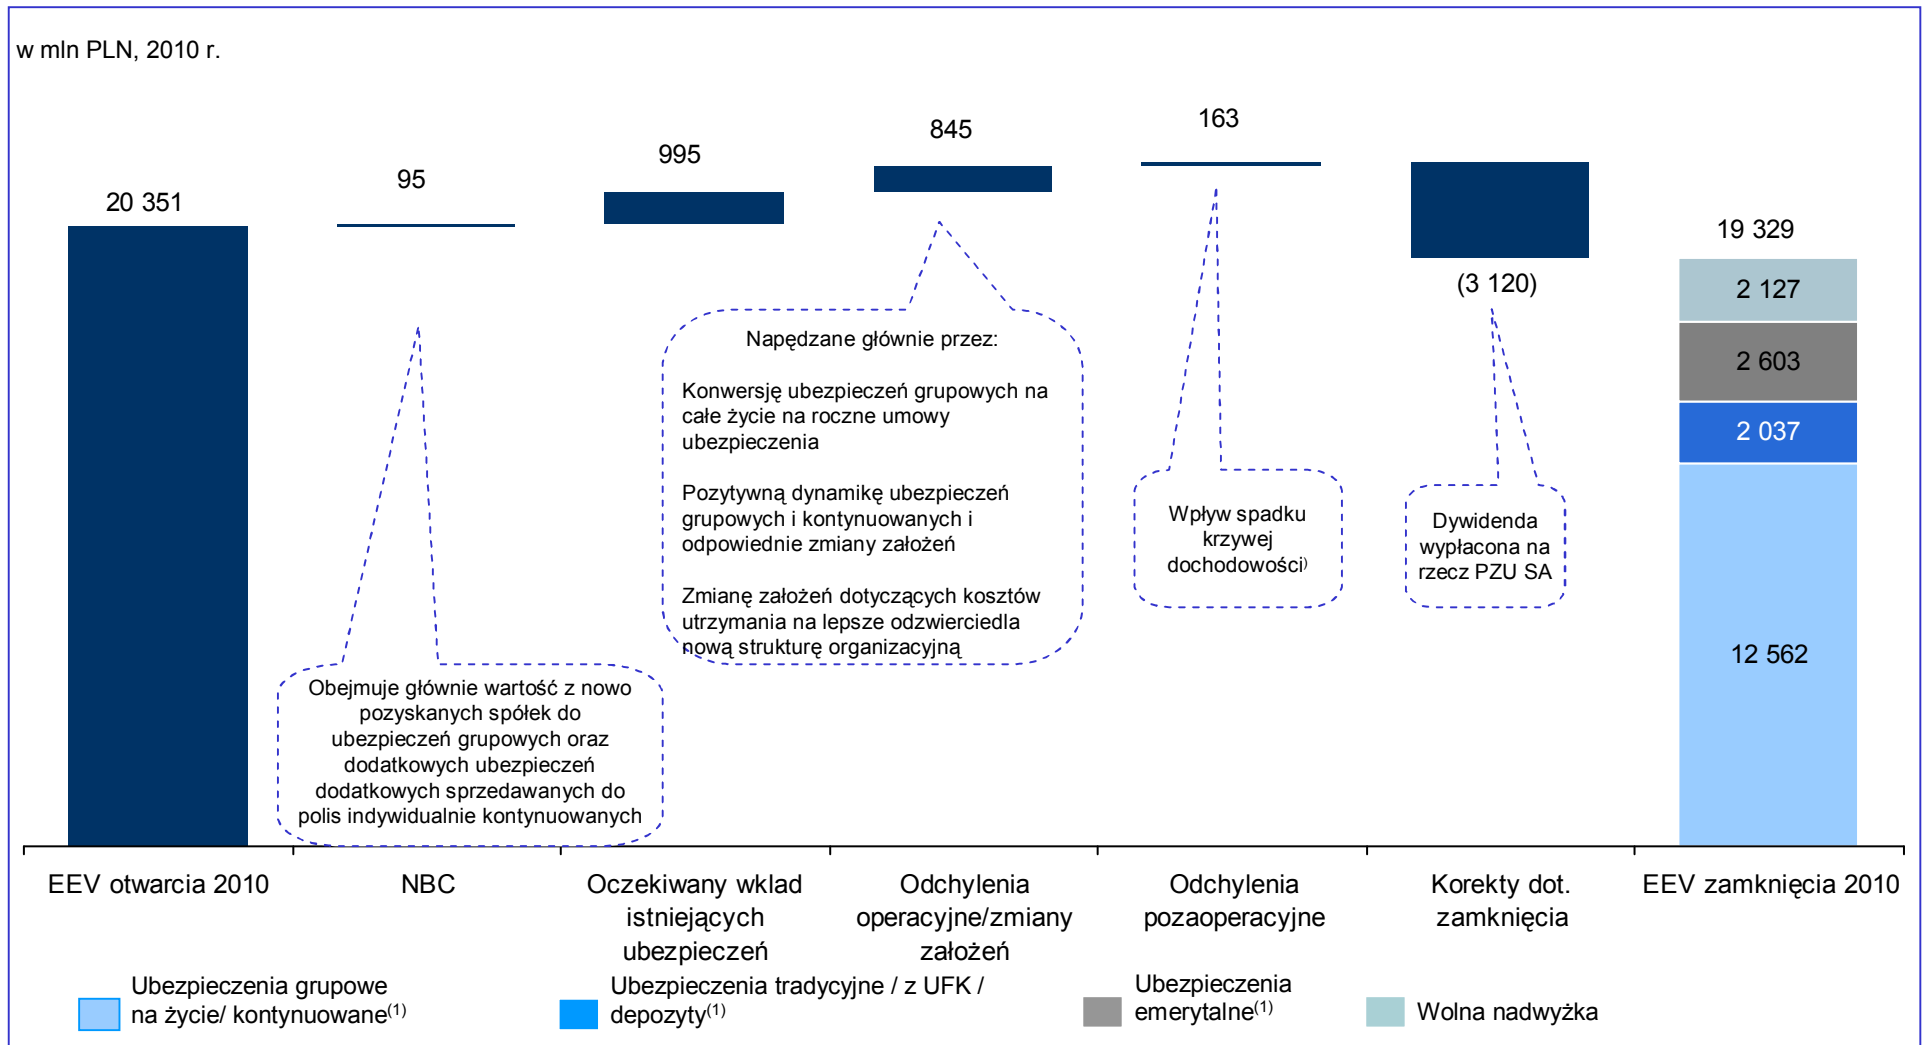 w mln PLN, 2010 r.
20 351
95
995
845
163
(3 120)
19 329
2 127
2 603
2 037
12 562
Obejmuje głównie wartość z nowo
pozyskanych spółek do
ubezpieczeń grupowych oraz
dodatkowych ubezpieczeń
dodatkowych sprzedawanych do
polis indywidualnie kontynuowanych
Napędzane głównie przez:
Konwersję ubezpieczeń grupowych na
całe życie na roczne umowy
ubezpieczenia
Pozytywną dynamikę ubezpieczeń
grupowych i kontynuowanych i
odpowiednie zmiany założeń
Zmianę założeń dotyczących kosztów
utrzymania na lepsze odzwierciedla
nową strukturę organizacyjną
Wpływ spadku
krzywej
dochodowości)
Dywidenda
wypłacona na
rzecz PZU SA
EEV otwarcia 2010
NBC
Oczekiwany wklad
istniejących
ubezpieczeń
Odchylenia
operacyjne/zmiany
założeń
Odchylenia
pozaoperacyjne
Korekty dot.
zamknięcia
EEV zamknięcia 2010
Ubezpieczenia grupowe
na życie/ kontynuowane(1)
Ubezpieczenia tradycyjne / z UFK /
depozyty(1)
Ubezpieczenia
emerytalne(1)
Wolna nadwyżka